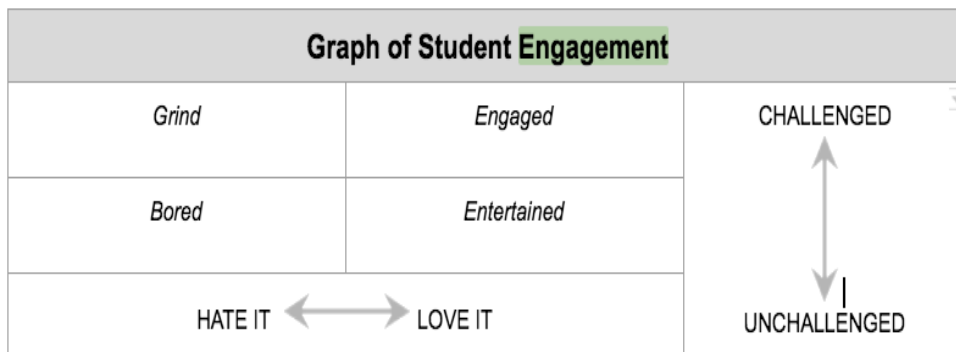 Graph of Student Engagement
Grind Engaged CHALLENGED
Bored Entertained
HATE IT LOVE IT UNCHALLENGED